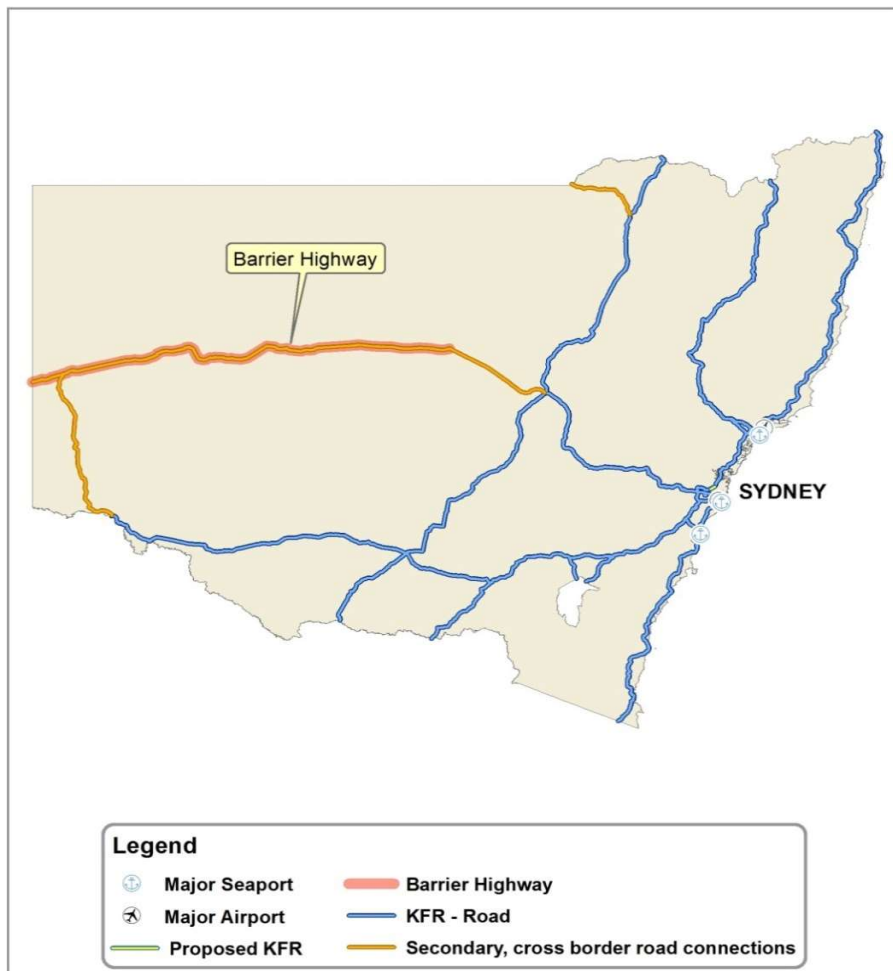 Barrier Highway
SYDNEY
Legend
Major Seaport
Barrier Highway
Major Airport
KFR - Road
Proposed KFR
Secondary, cross border road connections